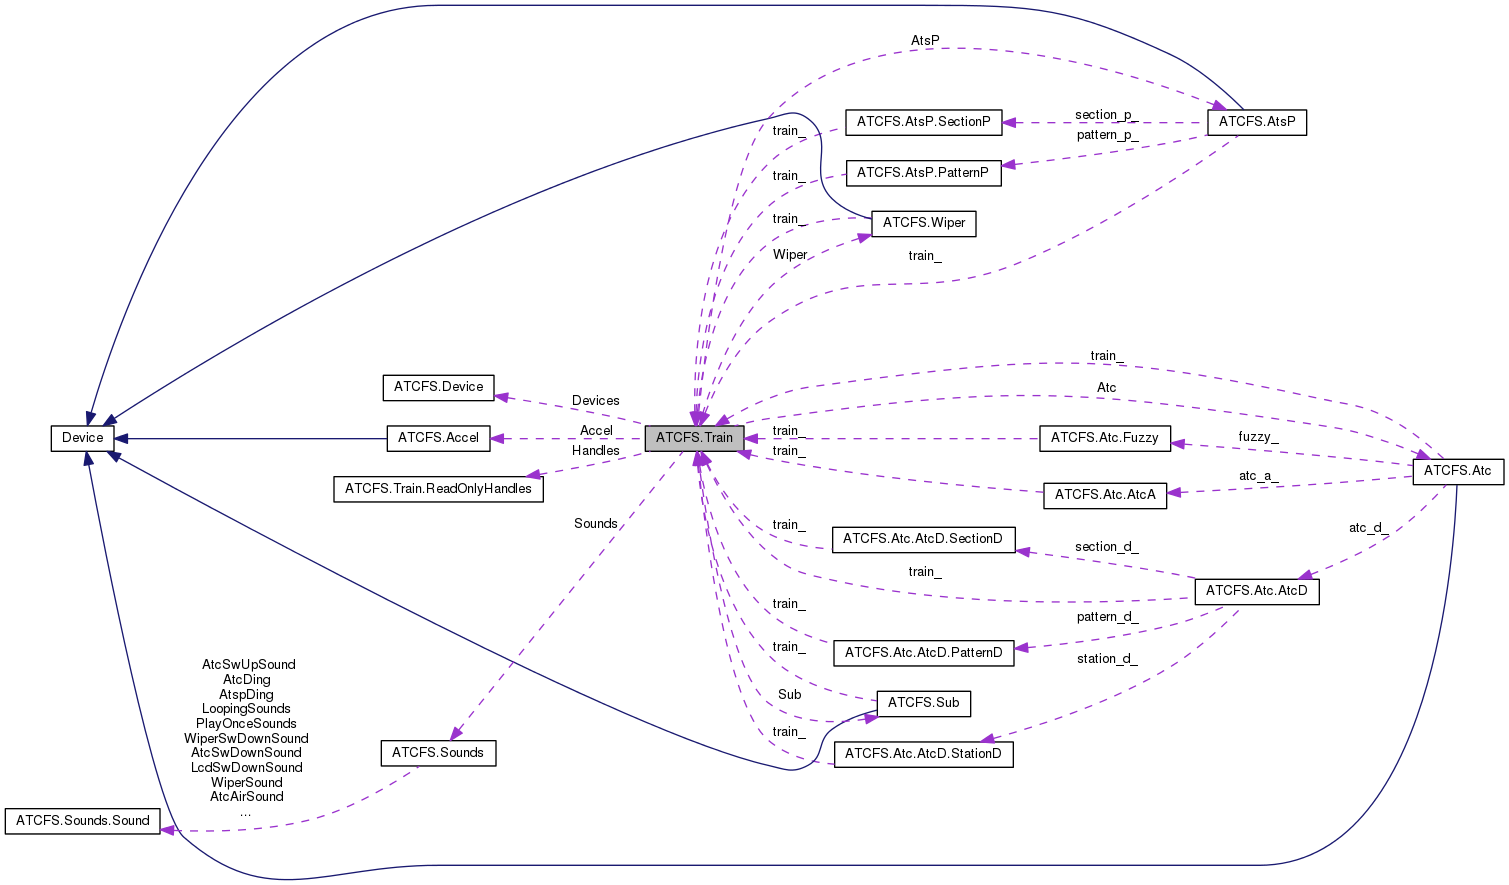 AtsP
ATCFS.AtsP.SectionP
section_p_
ATCFS.AtsP
train_
pattern_p_
ATCFS.AtsP.PatternP
train_
train_
ATCFS.Wiper
Wiper
train_
train_
ATCFS.Device
Atc
Devices
Device
ATCFS.Accel
Accel
ATCFS.Train
train_
ATCFS.Atc.Fuzzy
fuzzy_
Handles
train_
ATCFS.Atc
ATCFS.Train.ReadOnlyHandles
ATCFS.Atc.AtcA
atc_a_
Sounds
train_
ATCFS.Atc.AtcD.SectionD
atc_d_
section_d_
train_
ATCFS.Atc.AtcD
train_
pattern_d_
train_
ATCFS.Atc.AtcD.PatternD
station_d_
Sub
ATCFS.Sub
train_
ATCFS.Atc.AtcD.StationD
ATCFS.Sounds
AtcSwUpSound
AtcDing
AtspDing
LoopingSounds
PlayOnceSounds
WiperSwDownSound
AtcSwDownSound
LcdSwDownSound
WiperSound
AtcAirSound
...
ATCFS.Sounds.Sound